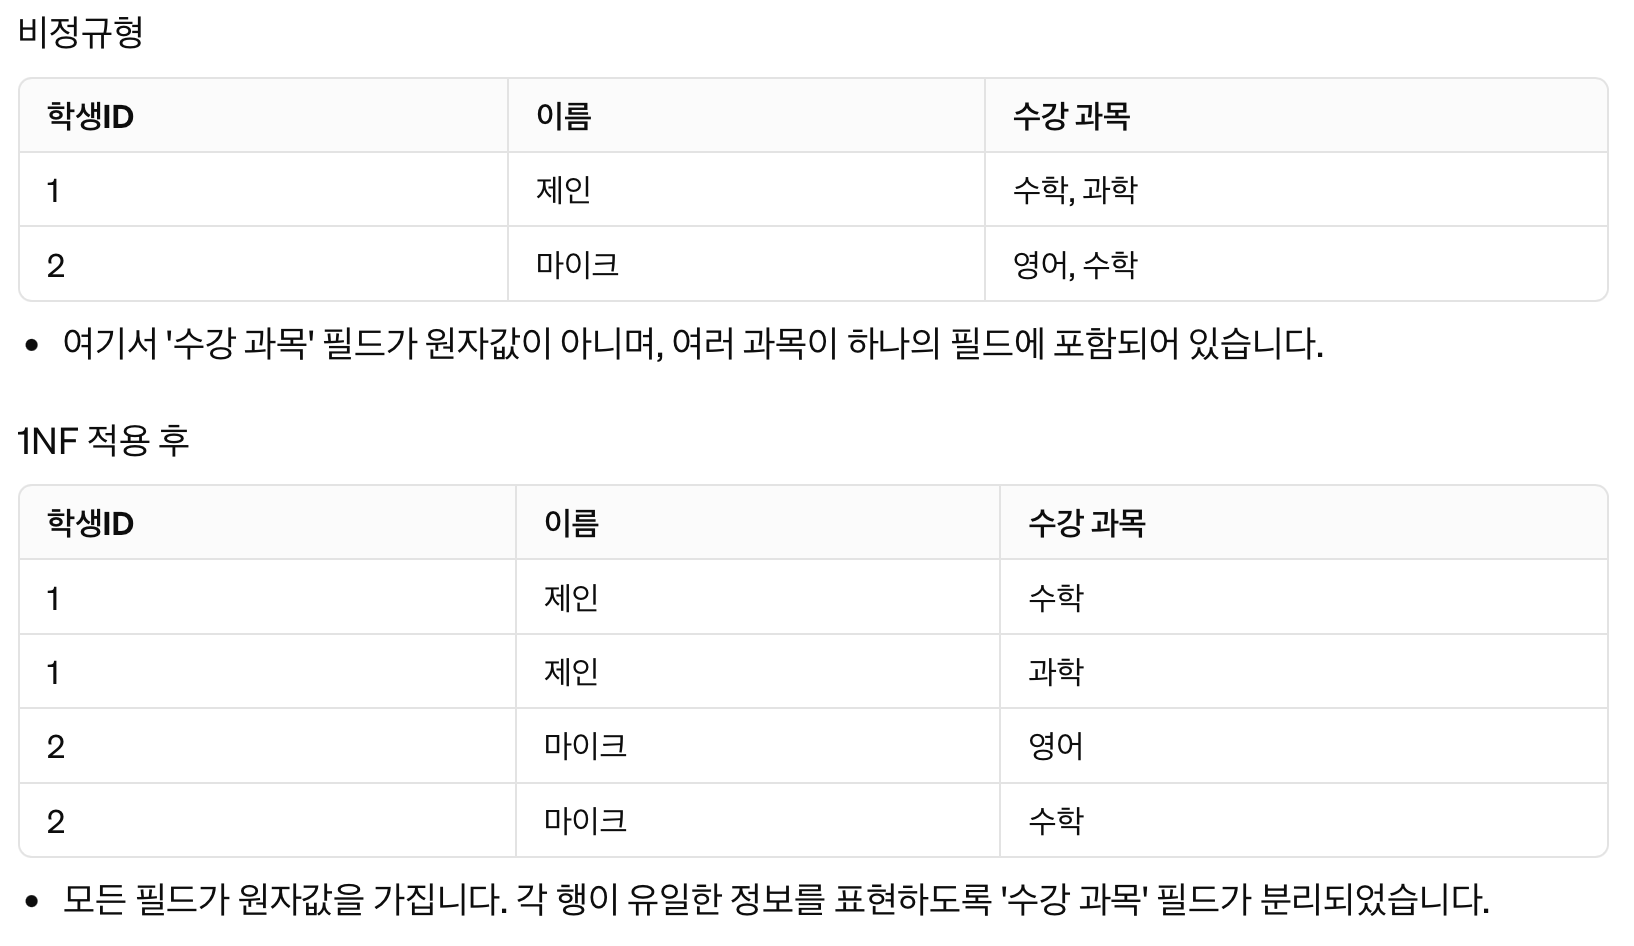 비정규형
학생ID 이름 수강 과목
1 제인 수학, 과학
2 마이크 영어, 수학
• 여기서 '수강 과목' 필드가 원자값이 아니며, 여러 과목이 하나의 필드에 포함되어 있습니다.
1NF 적용 후
학생ID 이름 수강 과목
1 제인 수학
1 제인 과학
2 마이크 영어
2 마이크 수학
• 모든 필드가 원자값을 가집니다. 각 행이 유일한 정보를 표현하도록 '수강 과목' 필드가 분리되었습니다.